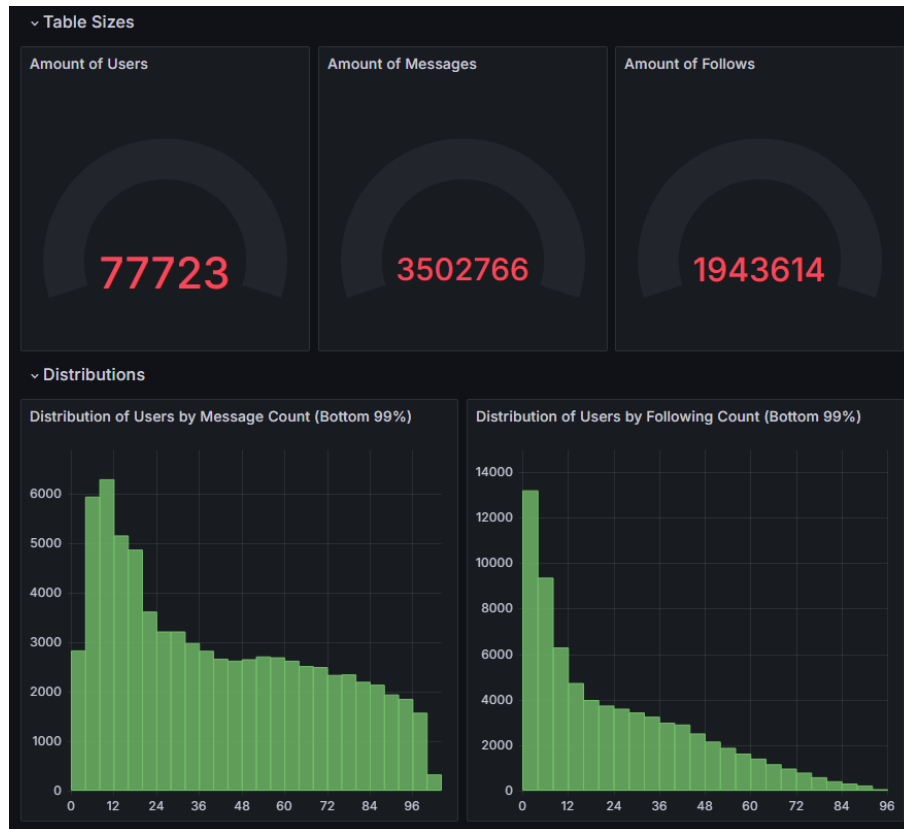 Table Sizes
Amount of Users
Amount of Messages
Amount of Follows
77723
3502766
1943614
Distributions
Distribution of Users by Message Count (Bottom 99%)
6000
5000
4000
3000
2000
1000
0
0 12 24 36 48 60 72 84 96
Distribution of Users by Following Count (Bottom 99%)
14000
12000
10000
8000
6000
4000
2000
0
0 12 24 36 48 60 72 84 96